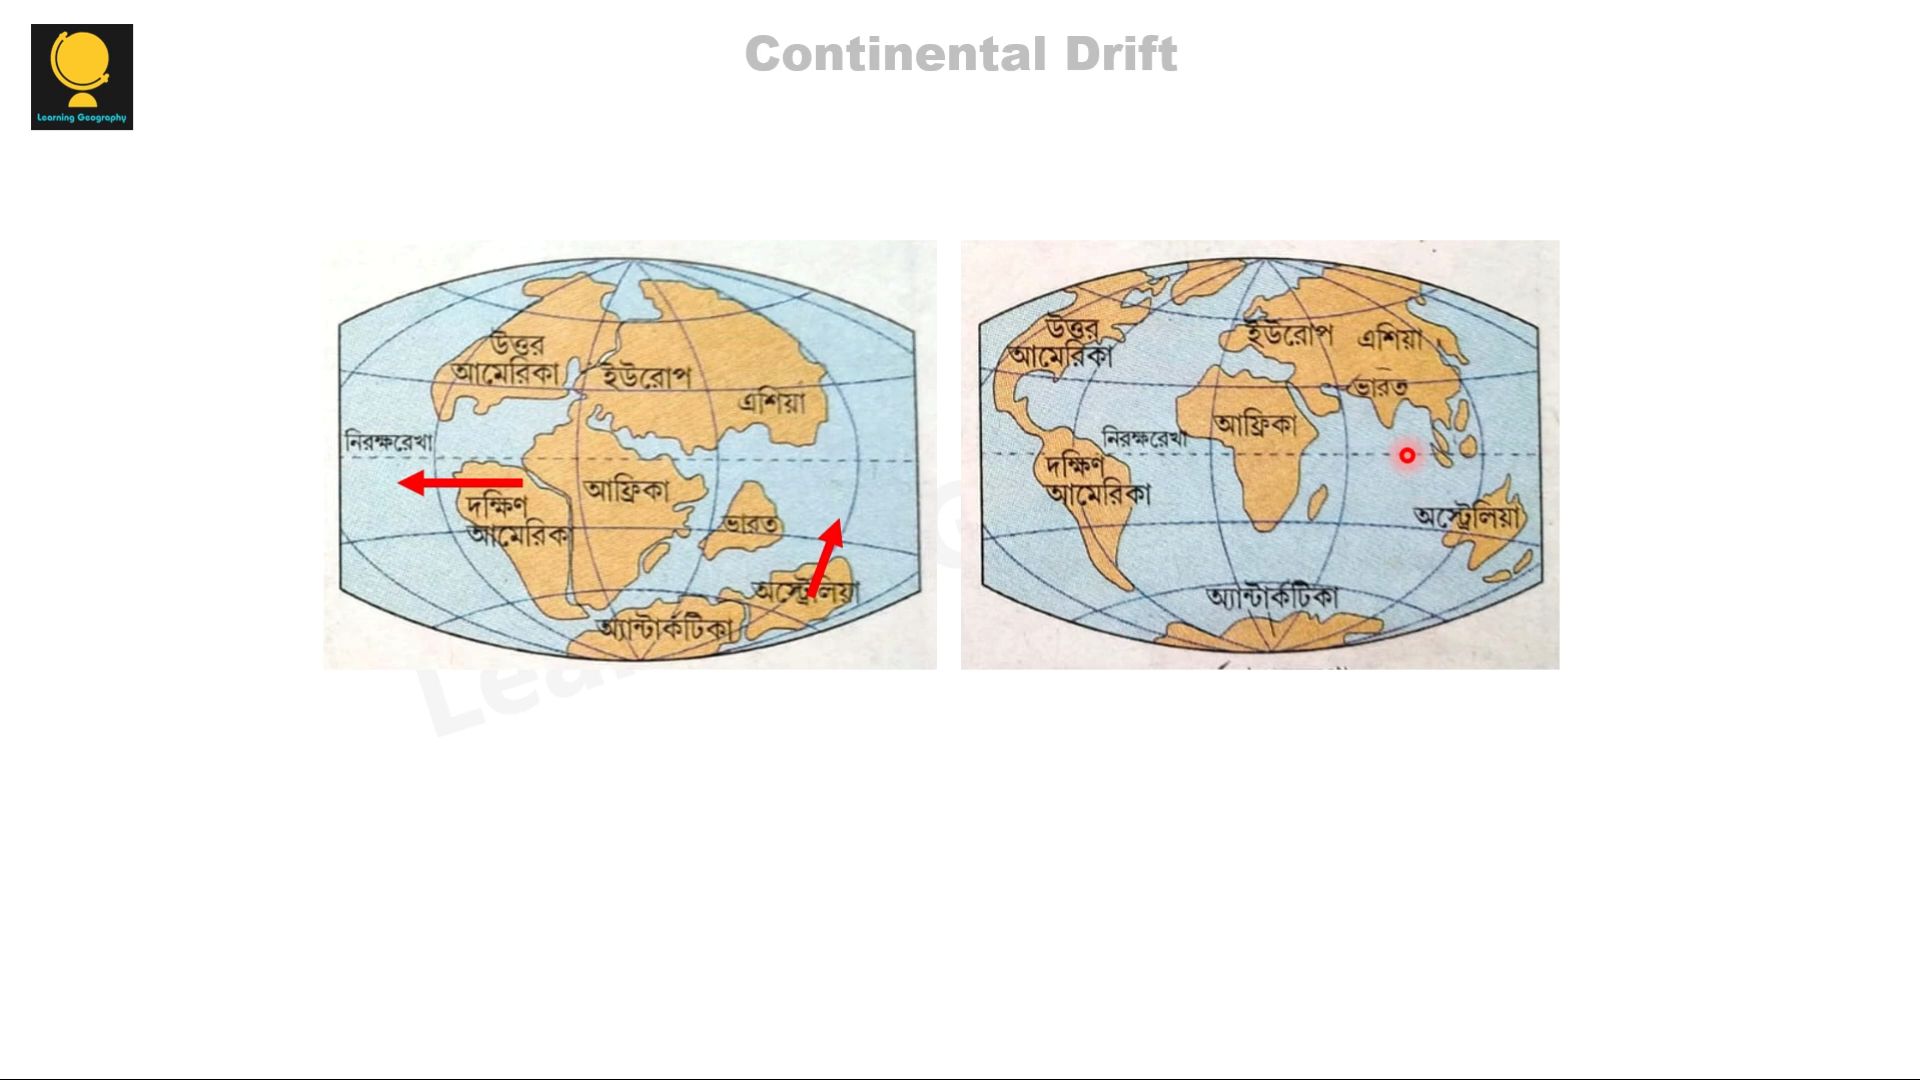 Continental Drift
Learning Geography
উত্তর
আমেরিকা
ইউরোপ
এশিয়া
নিরক্ষরেখা
দক্ষিণ
আমেরিকা
আফ্রিকা
ভারত
অস্ট্রেলিয়া
অ্যান্টার্কটিকা
উত্তর
আমেরিকা
ইউরোপ
এশিয়া
ভারত
আফ্রিকা
নিরক্ষরেখা
দক্ষিণ
আমেরিকা
অস্ট্রেলিয়া
অ্যান্টার্কটিকা